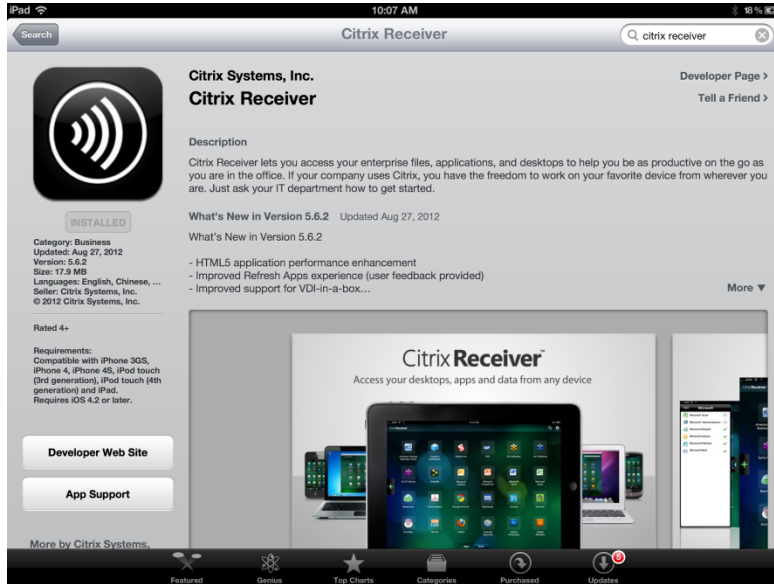 iPad
10:07 AM
18 %
Search
Citrix Receiver
citrix receiver
Citrix Systems, Inc.
Developer Page >
Citrix Receiver
Tell a Friend >
Description
Citrix Receiver lets you access your enterprise files, applications, and desktops to help you be as productive on the go as
you are in the office. If your company uses Citrix, you have the freedom to work on your favorite device from wherever you
are. Just ask your IT department how to get started.
What's New in Version 5.6.2 Updated Aug 27, 2012
What's New in Version 5.6.2
- HTML5 application performance enhancement
- Improved Refresh Apps experience (user feedback provided)
- Improved support for VDI-in-a-box...
More ▼
INSTALLED
Category: Business
Updated: Aug 27, 2012
Version: 5.6.2
Size: 17.9 MB
Languages: English, Chinese, ...
Seller: Citrix Systems, Inc.
© 2012 Citrix Systems, Inc.
Rated 4+
Requirements:
Compatible with iPhone 3GS,
iPhone 4, iPhone 4S, iPod touch
(3rd generation), iPod touch (4th
generation) and iPad.
Requires iOS 4.2 or later.
Developer Web Site
App Support
More by Citrix Systems,
Citrix Receiver™
Access your desktops, apps and data from any device
Featured
Genius
Top Charts
Categories
Purchased
5
Updates